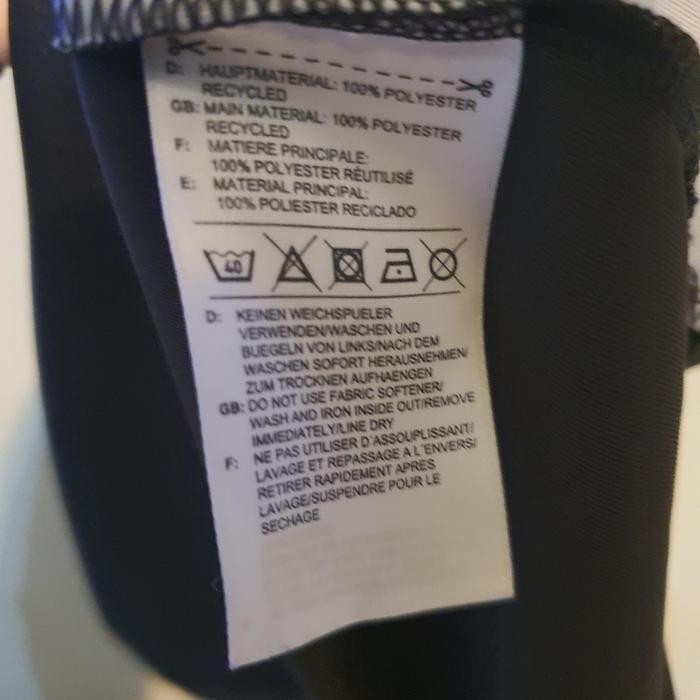 D: HAUPTMATERIAL: 100% POLYESTER
RECYCLED
GB: MAIN MATERIAL: 100% POLYESTER
RECYCLED
F: MATIERE PRINCIPALE:
100% POLYESTER RÉUTILISÉ
E: MATERIAL PRINCIPAL:
100% POLIESTER RECICLADO
40
D: KEINEN WEICHSPUELER
VERWENDEN/WASCHEN UND
BUEGELN VON LINKS/NACH DEM
WASCHEN SOFORT HERAUSNEHMEN/
ZUM TROCKNEN AUFHAENGEN
GB: DO NOT USE FABRIC SOFTENER/
WASH AND IRON INSIDE OUT/REMOVE
IMMEDIATELY/LINE DRY
F: NE PAS UTILISER D'ASSOUPLISSANT/
LAVAGE ET REPASSAGE A L'ENVERS/
RETIRER RAPIDEMENT APRES
LAVAGE/SUSPENDRE POUR LE
SECHAGE